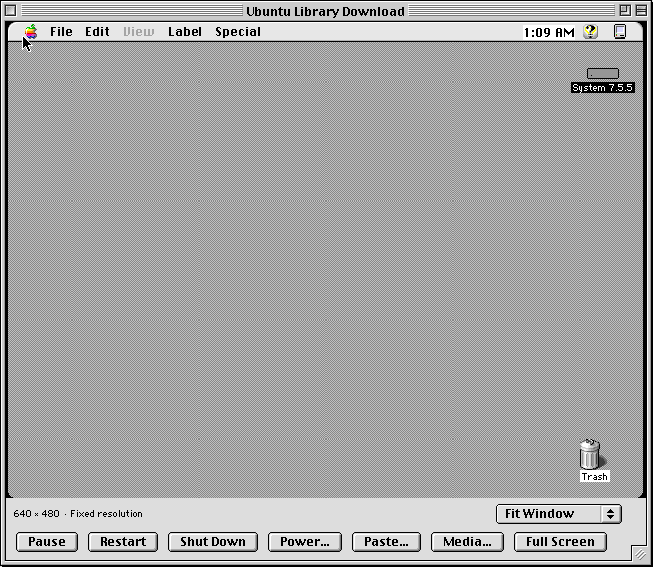 Ubuntu Library Download
File Edit View Label Special 1:09 AM
System 7.5.5
Trash
640 × 480 · Fixed resolution
Fit Window
Pause Restart Shut Down Power... Paste... Media... Full Screen